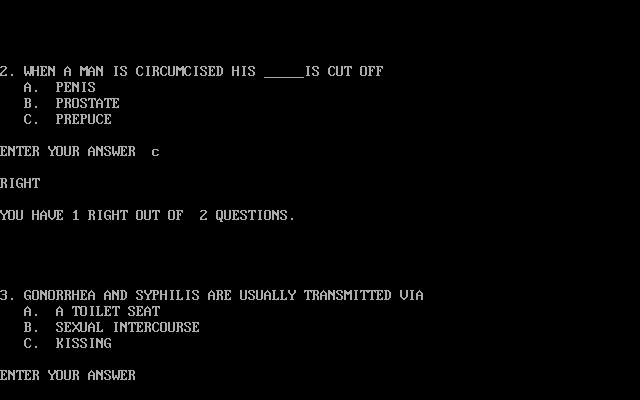 2. WHEN A MAN IS CIRCUMCISED HIS _____IS CUT OFF
A. PENIS
B. PROSTATE
C. PREPUCE
ENTER YOUR ANSWER c
RIGHT
YOU HAVE 1 RIGHT OUT OF 2 QUESTIONS.
3. GONORRHEA AND SYPHILIS ARE USUALLY TRANSMITTED VIA
A. A TOILET SEAT
B. SEXUAL INTERCOURSE
C. KISSING
ENTER YOUR ANSWER